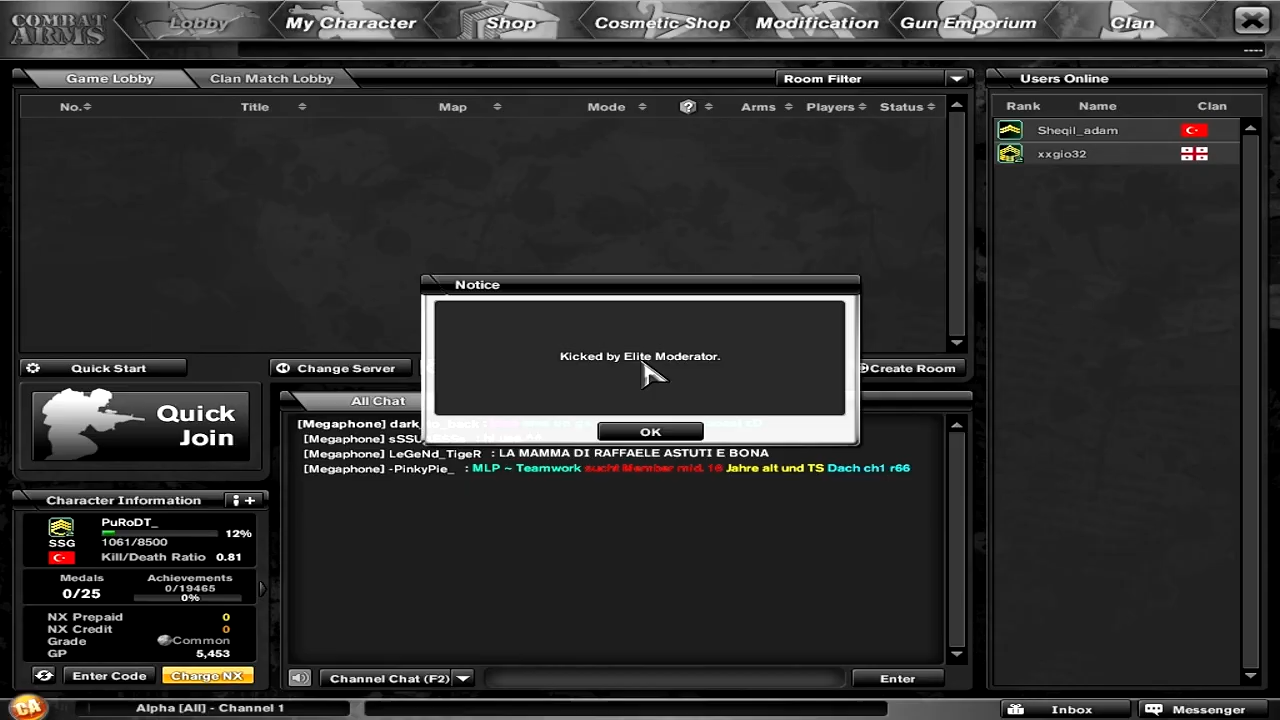 COMBAT ARMS
Lobby
My Character
Shop
Cosmetic Shop
Modification
Gun Emporium
Clan
----
Game Lobby
Clan Match Lobby
Room Filter
No.
Title
Map
Mode
Arms
Players
Status
Users Online
Rank
Name
Clan
Sheqil_adam
xxgio32
Notice
Kicked by Elite Moderator.
OK
Quick Start
Change Server
Create Room
Quick
Join
All Chat
[Megaphone] dark_to_back :
[Megaphone] sSSU
[Megaphone] LeGeNd_TigeR : LA MAMMA DI RAFFAELE ASTUTI E BONA
[Megaphone] -PinkyPie_ : MLP ~ Teamwork sucht Member mid. 16 Jahre alt und TS Dach ch1 r66
Character Information
PuRoDT_
12%
SSG
1061/8500
Kill/Death Ratio 0.81
Medals
0/25
Achievements
0/19465
0%
NX Prepaid 0
NX Credit 0
Grade Common
GP 5,453
Enter Code
Charge NX
Channel Chat (F2)
Enter
CA
Alpha [All] - Channel 1
Inbox
Messenger